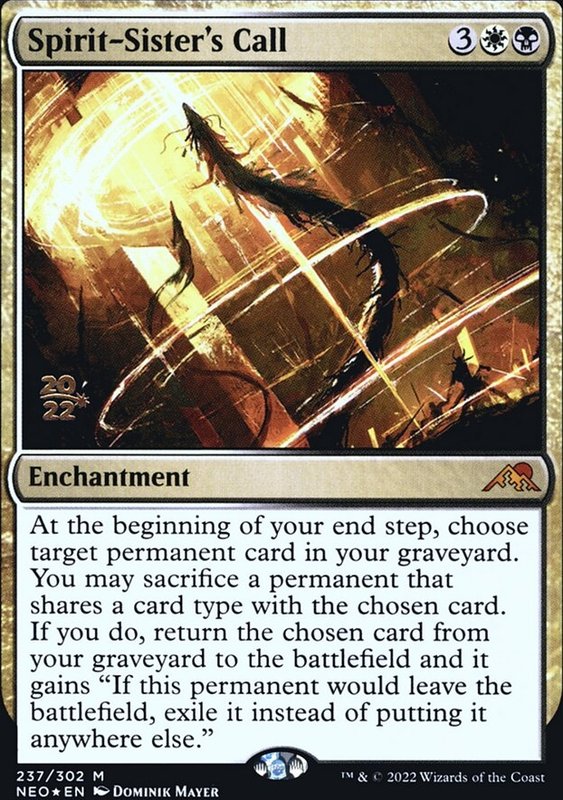 Spirit-Sister's Call 3
20
22
Enchantment
At the beginning of your end step, choose
target permanent card in your graveyard.
You may sacrifice a permanent that
shares a card type with the chosen card.
If you do, return the chosen card from
your graveyard to the battlefield and it
gains “If this permanent would leave the
battlefield, exile it instead of putting it
anywhere else.”
237/302 M
NEO★EN DOMINIK MAYER
™ & © 2022 Wizards of the Coast